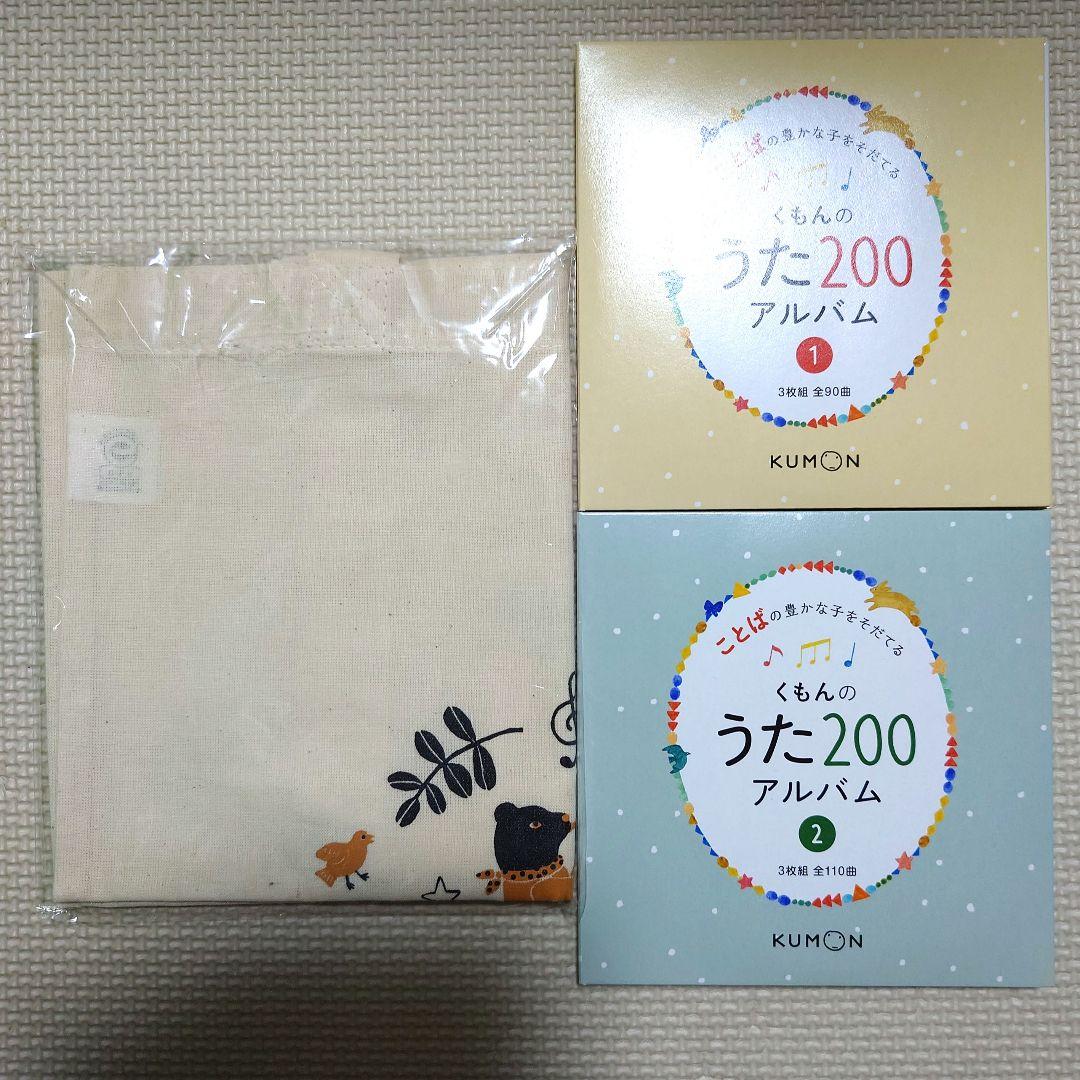 ことばの豊かな子をそだてる
くもんの
うた200
アルバム
1
3枚組 全90曲
KUMON
ことばの豊かな子をそだてる
くもんの
うた200
アルバム
2
3枚組 全110曲
KUMON